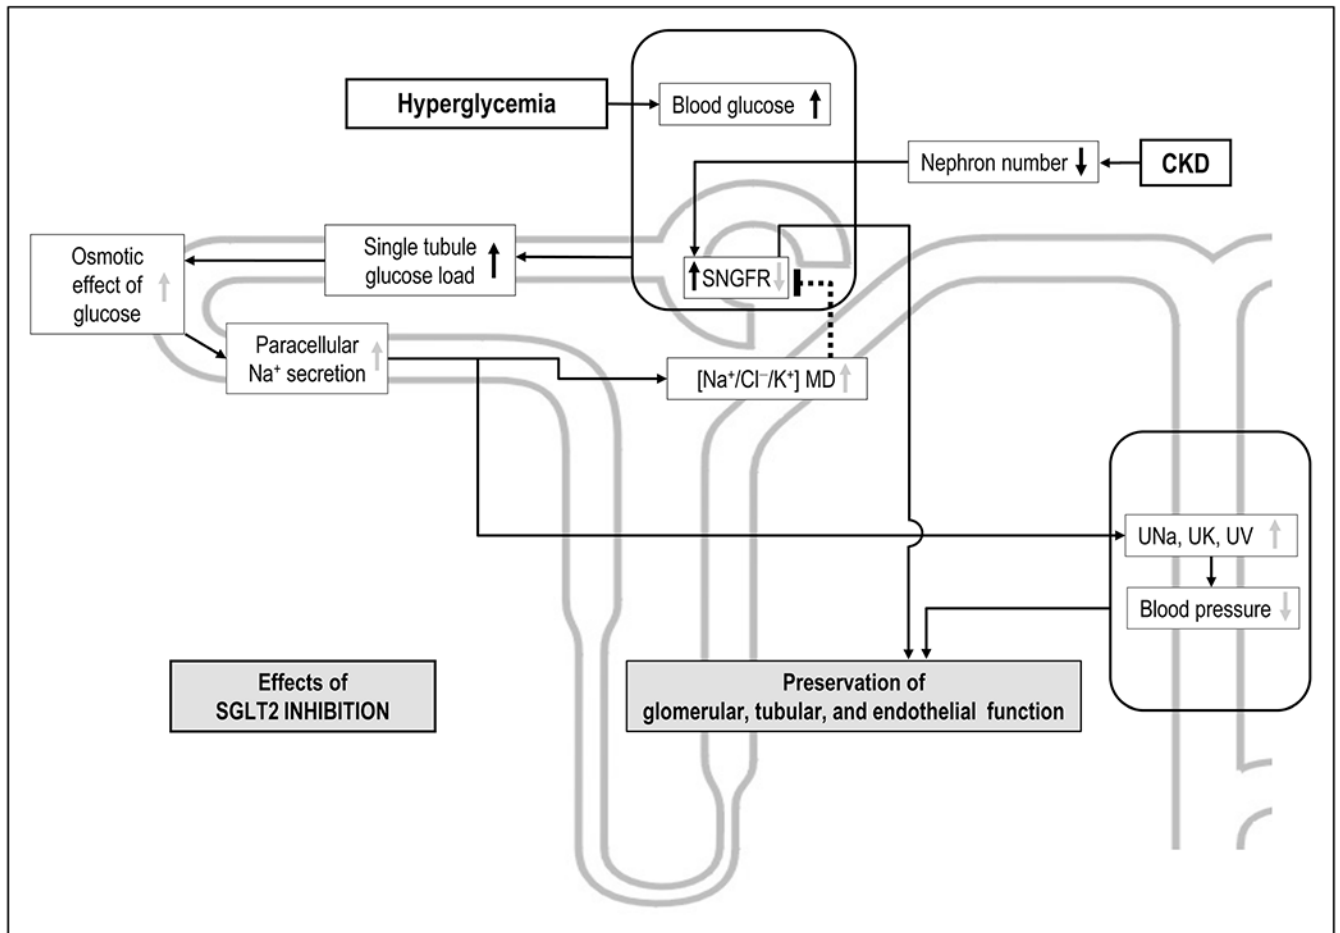 Hyperglycemia
Blood glucose
Nephron number
CKD
Single tubule
glucose load
Osmotic
effect of
glucose
SNGFR
Paracellular
Na⁺ secretion
[Na⁺/Cl⁻/K⁺] MD
UNa, UK, UV
Blood pressure
Effects of
SGLT2 INHIBITION
Preservation of
glomerular, tubular, and endothelial function